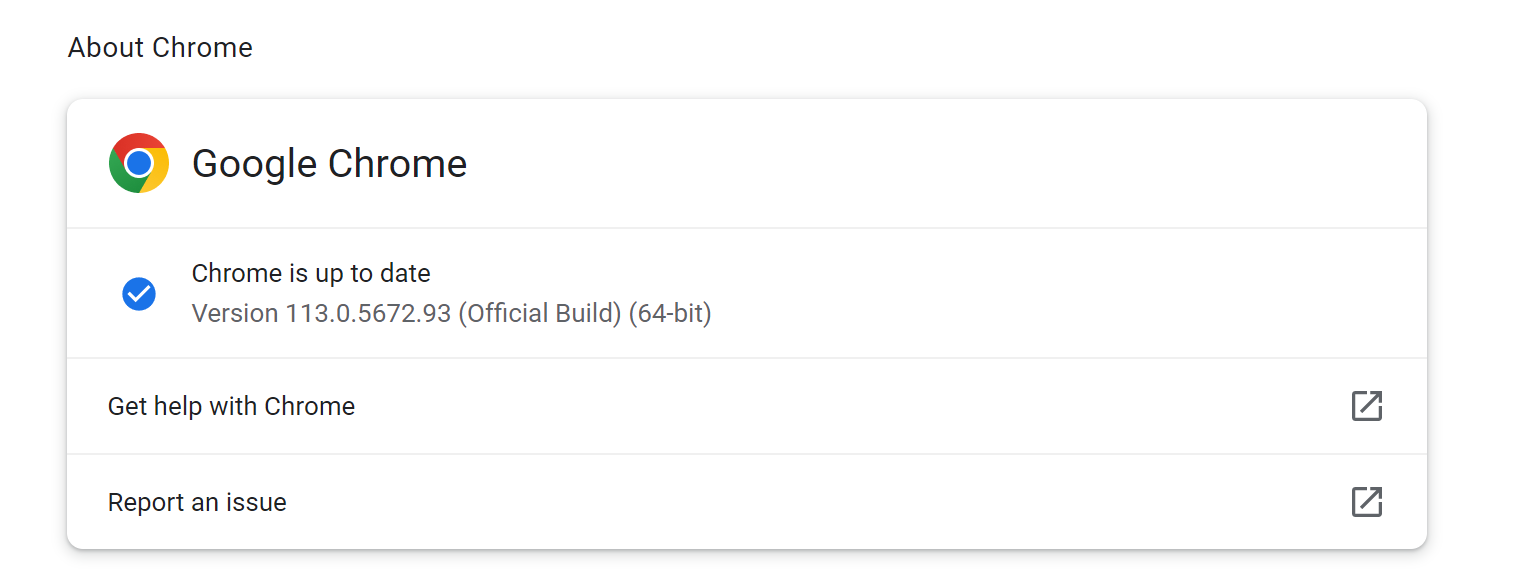 About Chrome
Google Chrome
Chrome is up to date
Version 113.0.5672.93 (Official Build) (64-bit)
Get help with Chrome
Report an issue